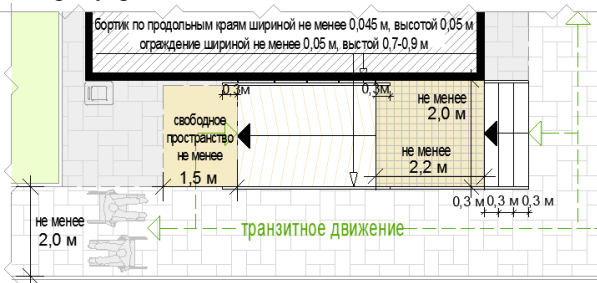 бортик по продольным краям шириной не менее 0,045 м, высотой 0,05 м
ограждение шириной не менее 0,05 м, выстой 0,7-0,9 м
0,3м
0,3м
свободное
пространство
не менее
1,5 м
не менее
2,0 м
не менее
2,2 м
0,3 м 0,3 м 0,3 м
не менее
2,0 м
транзитное движение